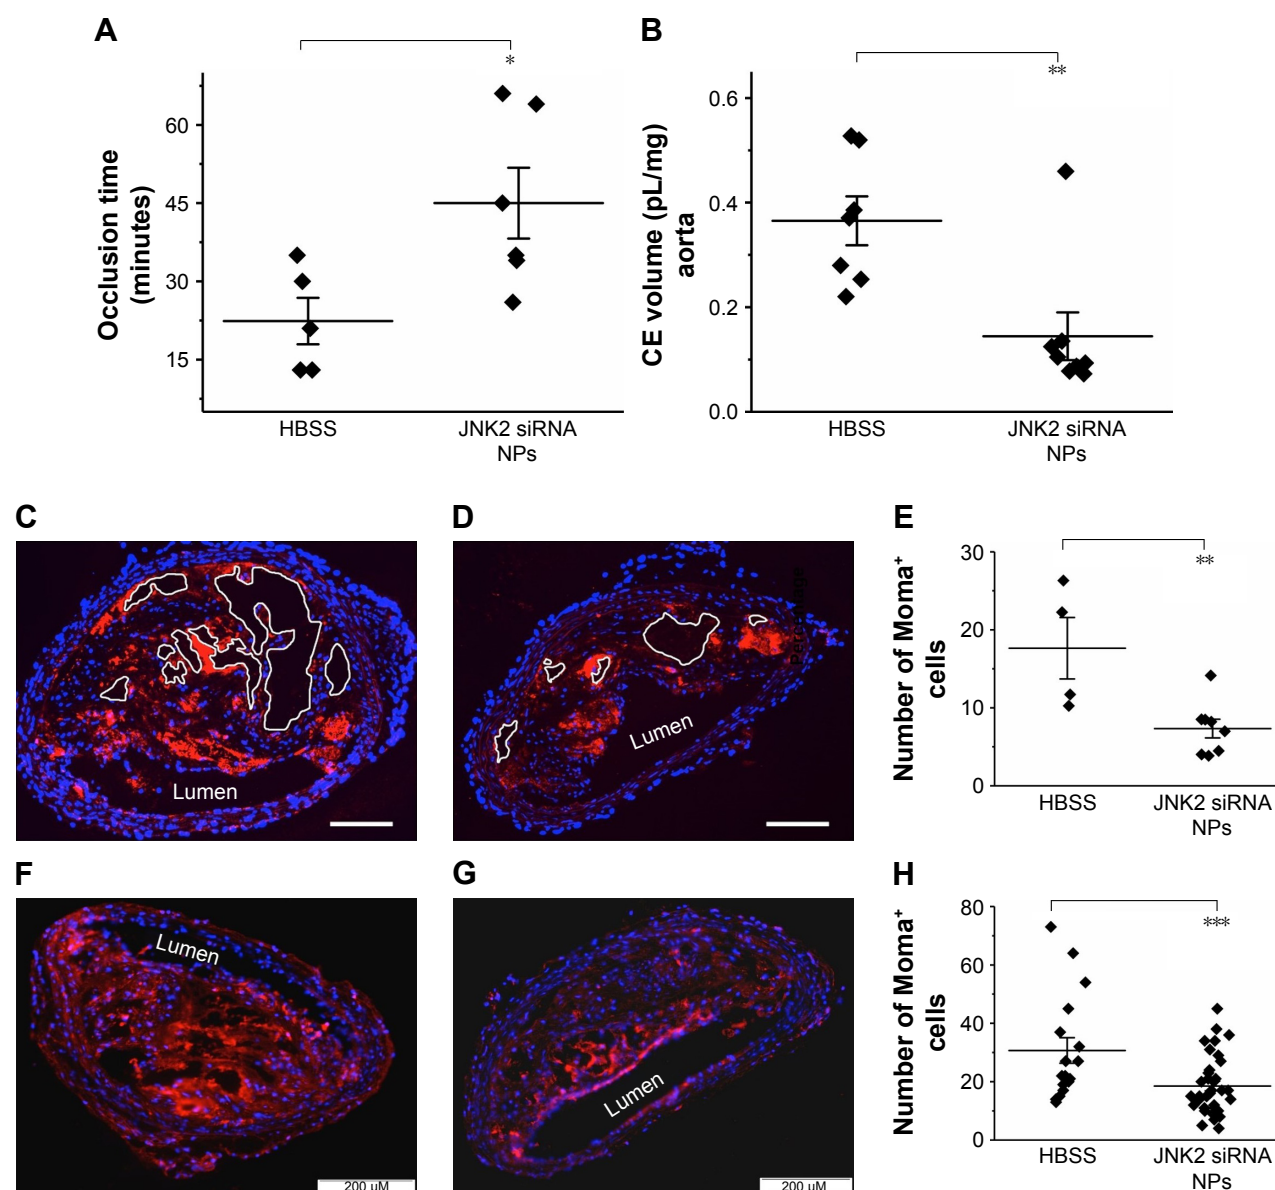 A
*
Occlusion time
(minutes)
60
45
30
15
HBSS
JNK2 siRNA
NPs
B
**
CE volume (pL/mg)
aorta
0.6
0.4
0.2
0.0
HBSS
JNK2 siRNA
NPs
C
Lumen
D
Percentage
Lumen
E
**
Number of Moma+
cells
30
20
10
0
HBSS
JNK2 siRNA
NPs
F
Lumen
200 uM
G
Lumen
200 uM
H
***
Number of Moma+
cells
80
60
40
20
0
HBSS
JNK2 siRNA
NPs